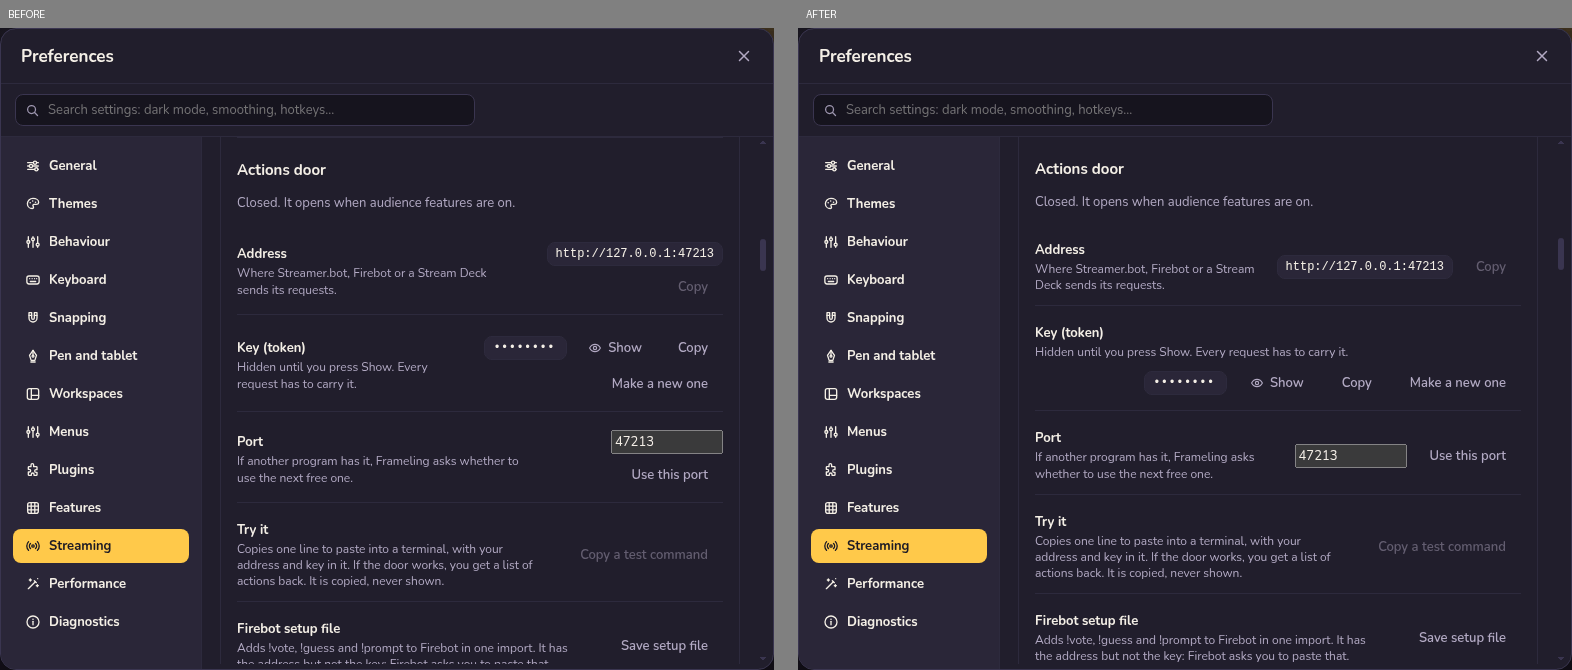 BEFORE
Preferences
Search settings: dark mode, smoothing, hotkeys...
General
Themes
Behaviour
Keyboard
Snapping
Pen and tablet
Workspaces
Menus
Plugins
Features
Streaming
Performance
Diagnostics
Actions door
Closed. It opens when audience features are on.
Address
Where Streamer.bot, Firebot or a Stream Deck
sends its requests.
http://127.0.0.1:47213
Copy
Key (token)
Hidden until you press Show. Every
request has to carry it.
••••••••
Show
Copy
Make a new one
Port
If another program has it, Frameling asks whether to
use the next free one.
47213
Use this port
Try it
Copies one line to paste into a terminal, with your
address and key in it. If the door works, you get a list of
actions back. It is copied, never shown.
Copy a test command
Firebot setup file
Adds !vote, !guess and !prompt to Firebot in one import. It has
the address but not the key: Firebot asks you to paste that.
Save setup file
AFTER
Preferences
Search settings: dark mode, smoothing, hotkeys...
General
Themes
Behaviour
Keyboard
Snapping
Pen and tablet
Workspaces
Menus
Plugins
Features
Streaming
Performance
Diagnostics
Actions door
Closed. It opens when audience features are on.
Address
Where Streamer.bot, Firebot or a Stream
Deck sends its requests.
http://127.0.0.1:47213
Copy
Key (token)
Hidden until you press Show. Every request has to carry it.
••••••••
Show
Copy
Make a new one
Port
If another program has it, Frameling asks
whether to use the next free one.
47213
Use this port
Try it
Copies one line to paste into a terminal, with your
address and key in it. If the door works, you get a list of
actions back. It is copied, never shown.
Copy a test command
Firebot setup file
Adds !vote, !guess and !prompt to Firebot in one import. It has
the address but not the key: Firebot asks you to paste that.
Save setup file